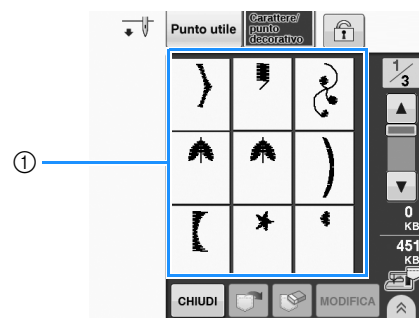 Punto utile
Carattere/
punto
decorativo
1/3
①
0
KB
451
KB
CHIUDI
MODIFICA